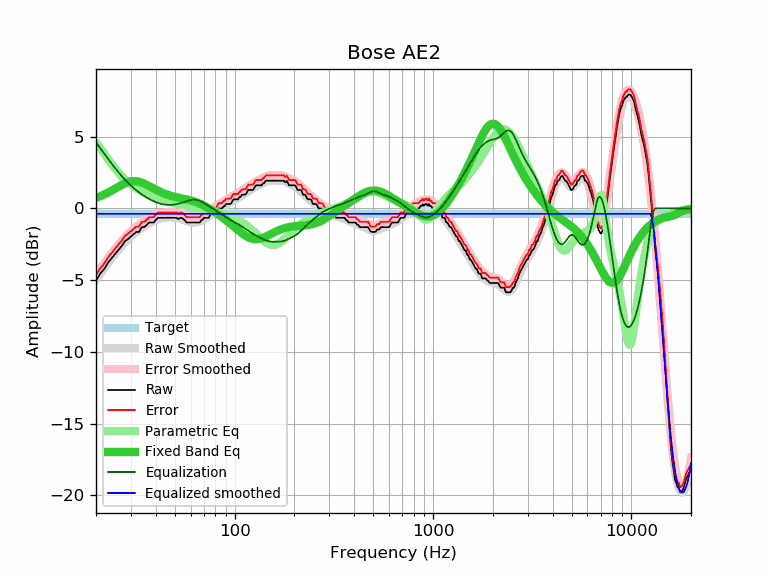 Bose AE2
Amplitude (dBr)
5
0
−5
−10
−15
−20
Target
Raw Smoothed
Error Smoothed
Raw
Error
Parametric Eq
Fixed Band Eq
Equalization
Equalized smoothed
100 1000 10000
Frequency (Hz)